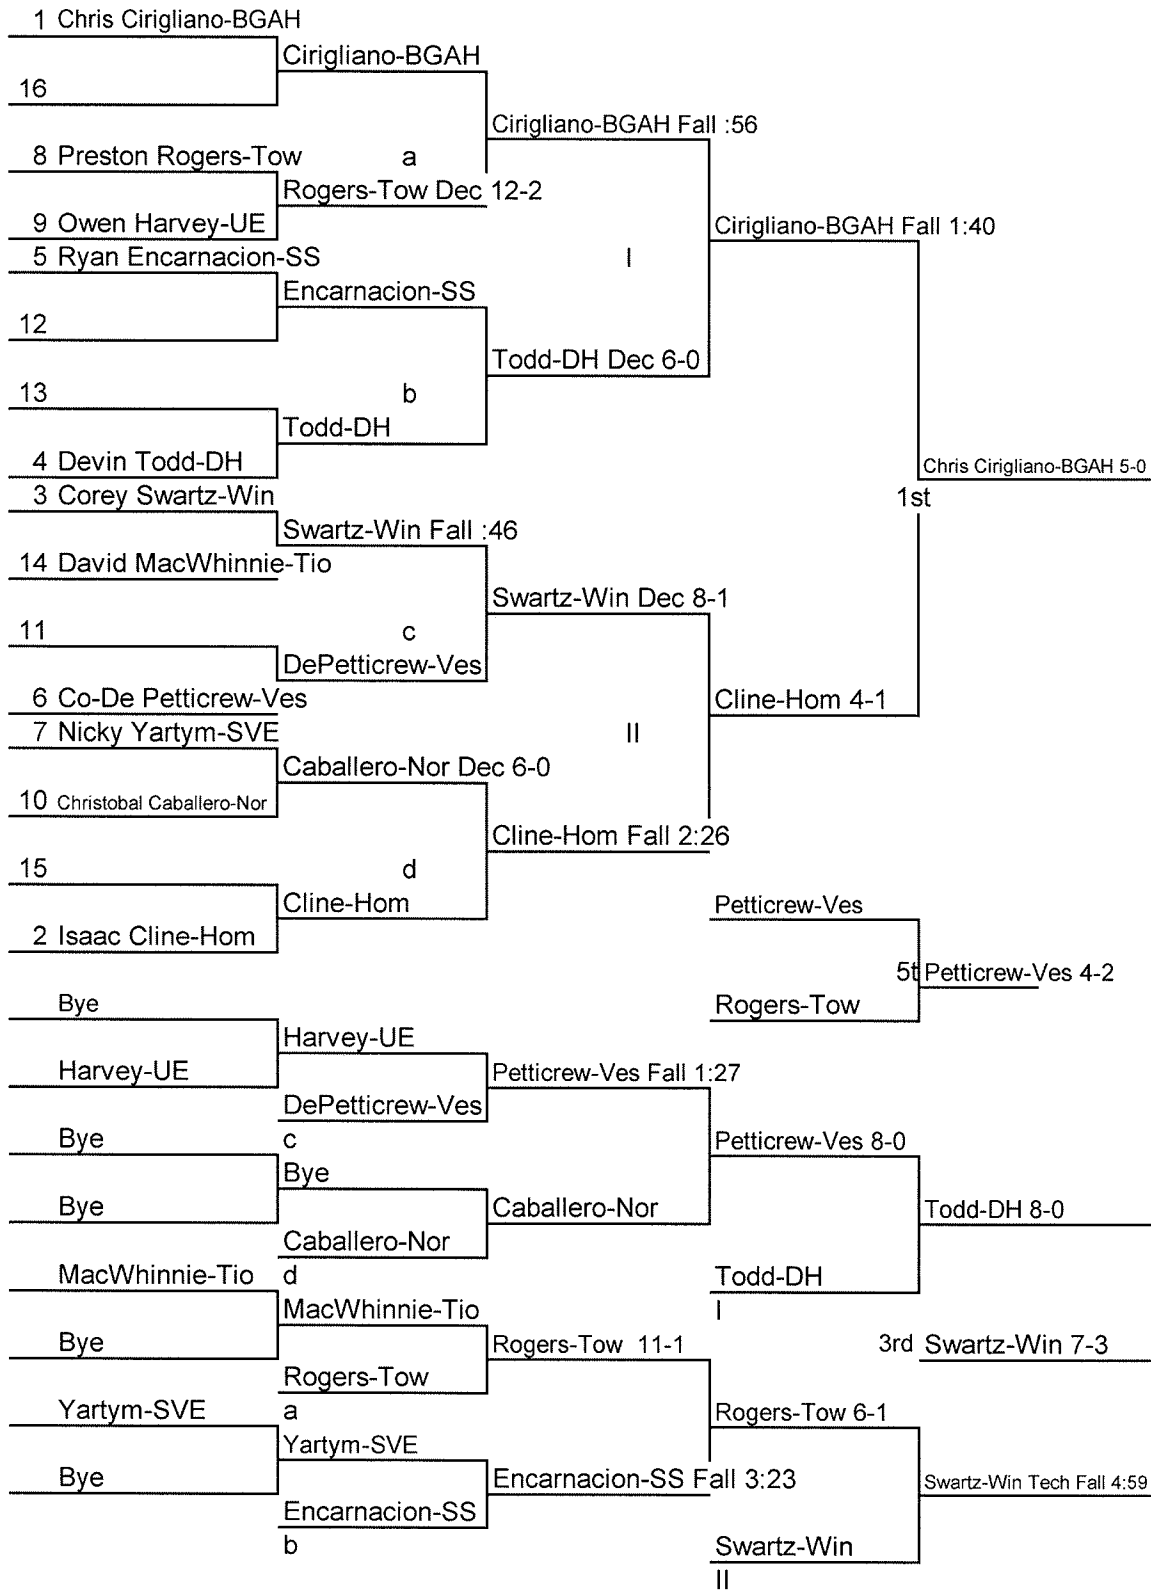 1 Chris Cirigliano-BGAH
Cirigliano-BGAH
16
Cirigliano-BGAH Fall :56
8 Preston Rogers-Tow
a
Rogers-Tow Dec 12-2
9 Owen Harvey-UE
Cirigliano-BGAH Fall 1:40
5 Ryan Encarnacion-SS
I
Encarnacion-SS
12
Todd-DH Dec 6-0
13
b
Todd-DH
4 Devin Todd-DH
Chris Cirigliano-BGAH 5-0
3 Corey Swartz-Win
1st
Swartz-Win Fall :46
14 David MacWhinnie-Tio
Swartz-Win Dec 8-1
11
c
DePetticrew-Ves
6 Co-De Petticrew-Ves
Cline-Hom 4-1
7 Nicky Yartym-SVE
II
Caballero-Nor Dec 6-0
10 Christobal Caballero-Nor
Cline-Hom Fall 2:26
15
d
Cline-Hom
Petticrew-Ves
2 Isaac Cline-Hom
5t Petticrew-Ves 4-2
Bye
Rogers-Tow
Harvey-UE
Harvey-UE
Petticrew-Ves Fall 1:27
DePetticrew-Ves
Bye
c
Petticrew-Ves 8-0
Bye
Bye
Caballero-Nor
Todd-DH 8-0
Caballero-Nor
MacWhinnie-Tio
d
Todd-DH
MacWhinnie-Tio
I
Bye
Rogers-Tow 11-1
3rd Swartz-Win 7-3
Rogers-Tow
Yartym-SVE
a
Rogers-Tow 6-1
Yartym-SVE
Bye
Encarnacion-SS Fall 3:23
Swartz-Win Tech Fall 4:59
Encarnacion-SS
b
Swartz-Win
II